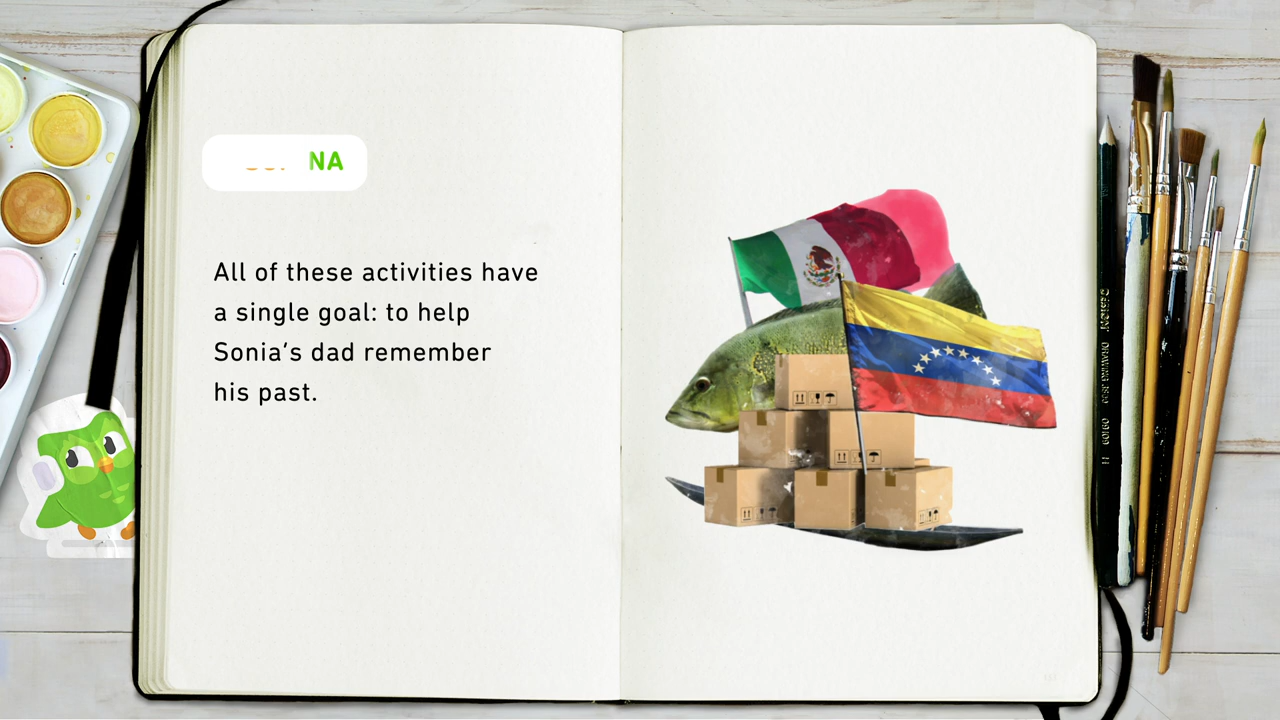 NA
All of these activities have
a single goal: to help
Sonia's dad remember
his past.